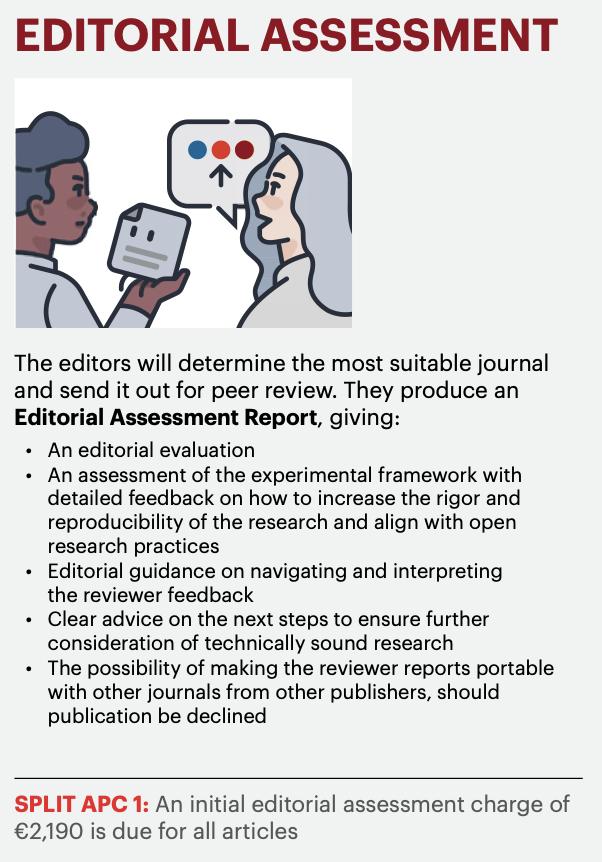 EDITORIAL ASSESSMENT
The editors will determine the most suitable journal
and send it out for peer review. They produce an
Editorial Assessment Report, giving:
• An editorial evaluation
• An assessment of the experimental framework with
detailed feedback on how to increase the rigor and
reproducibility of the research and align with open
research practices
• Editorial guidance on navigating and interpreting
the reviewer feedback
• Clear advice on the next steps to ensure further
consideration of technically sound research
• The possibility of making the reviewer reports portable
with other journals from other publishers, should
publication be declined
SPLIT APC 1: An initial editorial assessment charge of
€2,190 is due for all articles